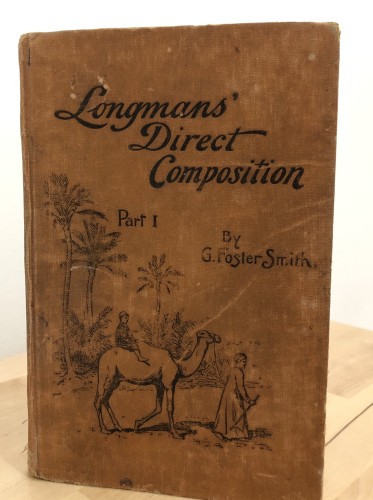 Longmans'
Direct
Composition
Part I
By
G. Foster Smith.